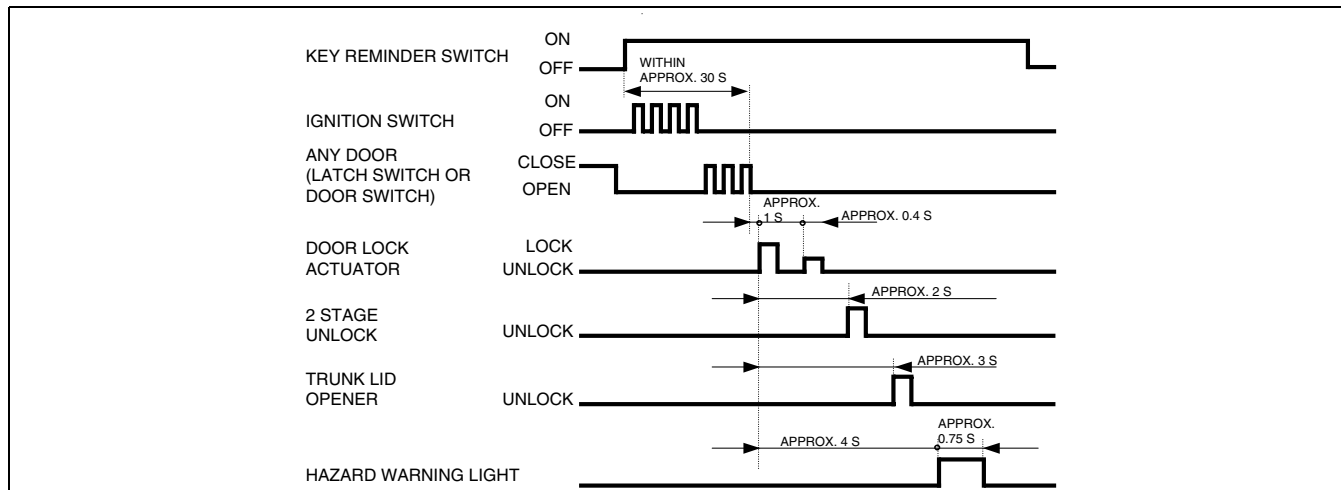 KEY REMINDER SWITCH
ON
OFF
WITHIN
APPROX. 30 S
IGNITION SWITCH
ON
OFF
ANY DOOR
(LATCH SWITCH OR
DOOR SWITCH)
CLOSE
OPEN
APPROX.
1 S
APPROX. 0.4 S
DOOR LOCK
ACTUATOR
LOCK
UNLOCK
APPROX. 2 S
2 STAGE
UNLOCK
UNLOCK
APPROX. 3 S
TRUNK LID
OPENER
UNLOCK
APPROX. 4 S
APPROX.
0.75 S
HAZARD WARNING LIGHT